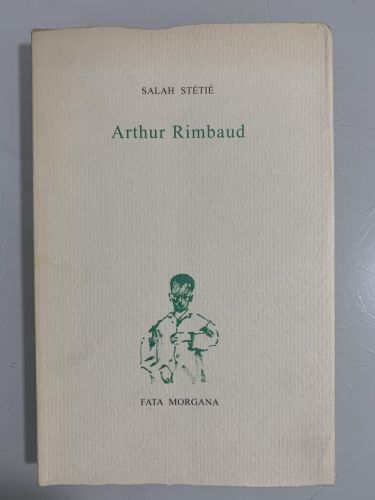 SALAH STÉTIÉ
Arthur Rimbaud
FATA MORGANA